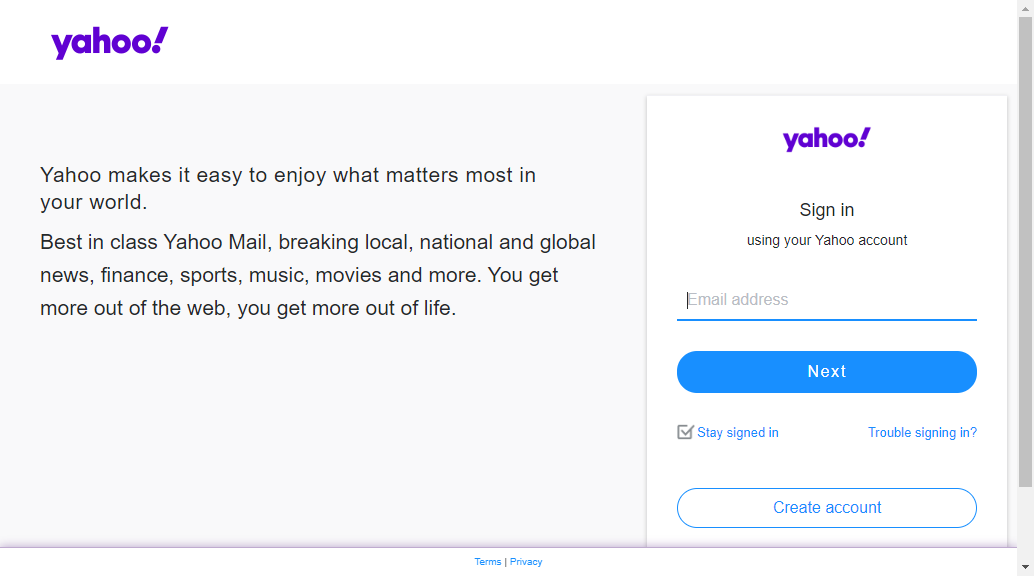 yahoo!
Yahoo makes it easy to enjoy what matters most in
your world.
Best in class Yahoo Mail, breaking local, national and global
news, finance, sports, music, movies and more. You get
more out of the web, you get more out of life.
yahoo!
Sign in
using your Yahoo account
Email address
Next
Stay signed in
Trouble signing in?
Create account
Terms | Privacy